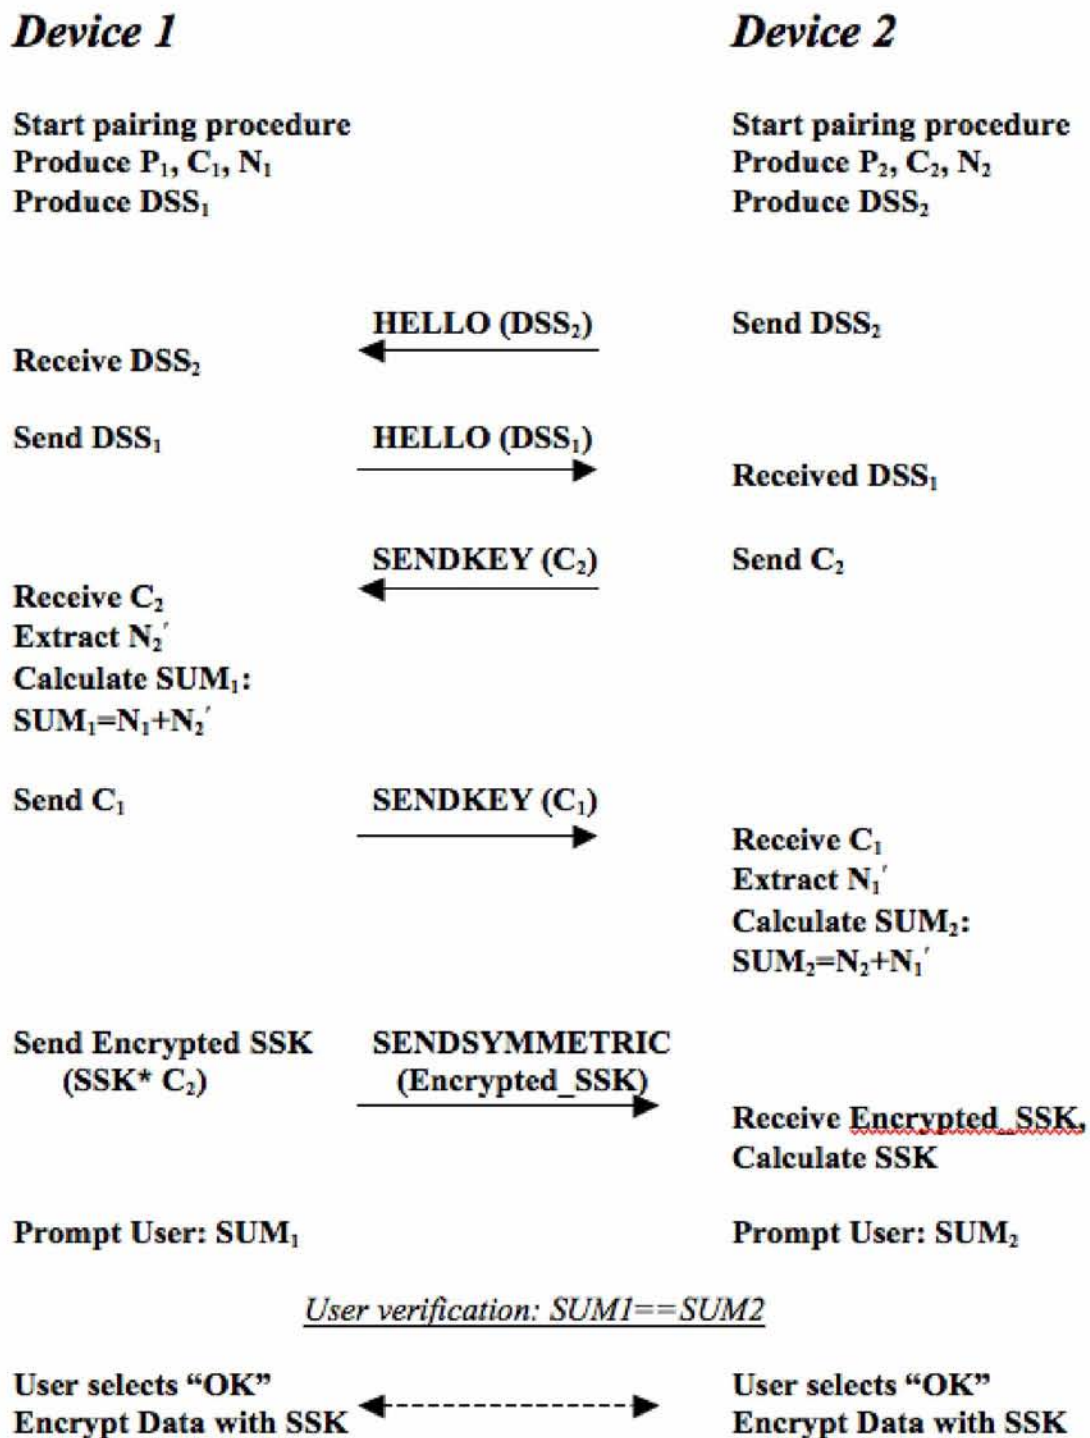 Device 1 Device 2
Start pairing procedure Start pairing procedure
Produce P₁, C₁, N₁ Produce P₂, C₂, N₂
Produce DSS₁ Produce DSS₂
HELLO (DSS₂) Send DSS₂
Receive DSS₂
Send DSS₁ HELLO (DSS₁)
Received DSS₁
SENDKEY (C₂) Send C₂
Receive C₂
Extract N₂′
Calculate SUM₁:
SUM₁=N₁+N₂′
Send C₁ SENDKEY (C₁)
Receive C₁
Extract N₁′
Calculate SUM₂:
SUM₂=N₂+N₁′
Send Encrypted SSK SENDSYMMETRIC
(SSK* C₂) (Encrypted_SSK)
Receive Encrypted_SSK,
Calculate SSK
Prompt User: SUM₁ Prompt User: SUM₂
User verification: SUM1==SUM2
User selects “OK” User selects “OK”
Encrypt Data with SSK Encrypt Data with SSK